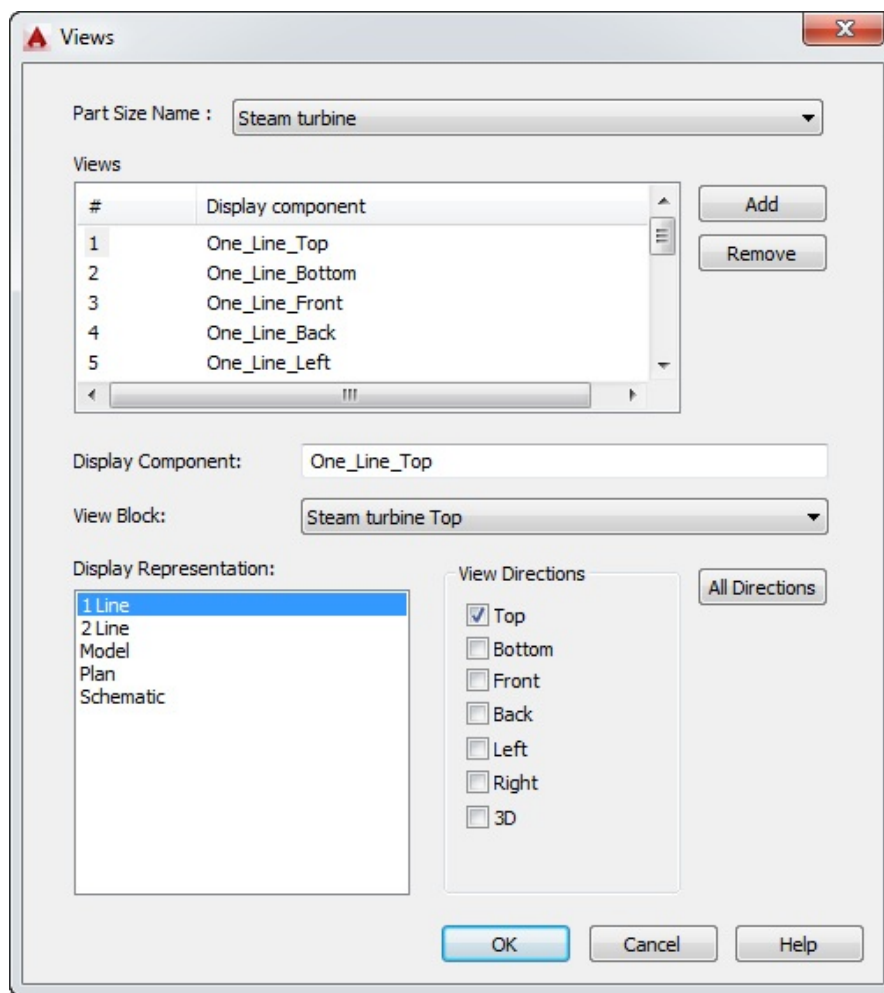 Views
Part Size Name : Steam turbine
Views
# Display component
1 One_Line_Top
2 One_Line_Bottom
3 One_Line_Front
4 One_Line_Back
5 One_Line_Left
Add
Remove
Display Component: One_Line_Top
View Block: Steam turbine Top
Display Representation:
1 Line
2 Line
Model
Plan
Schematic
View Directions
Top
Bottom
Front
Back
Left
Right
3D
All Directions
OK Cancel Help